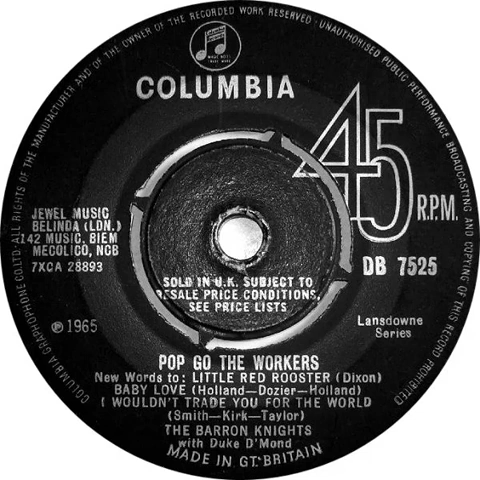 COLUMBIA GRAPHOPHONE CO. LTD. ALL RIGHTS OF THE MANUFACTURER AND OF THE OWNER OF THE RECORDED WORK RESERVED · UNAUTHORISED PUBLIC PERFORMANCE BROADCASTING AND COPYING OF THIS RECORD PROHIBITED
COLUMBIA
45
R.P.M.
JEWEL MUSIC
BELINDA (LDN.)
142 MUSIC. BIEM
MECOLICO, NCB
7XCA 28893
DB 7525
SOLD IN U.K. SUBJECT TO
RESALE PRICE CONDITIONS,
SEE PRICE LISTS
℗ 1965
Lansdowne
Series
POP GO THE WORKERS
New Words to: LITTLE RED ROOSTER (Dixon)
BABY LOVE (Holland—Dozier—Holland)
I WOULDN'T TRADE YOU FOR THE WORLD
(Smith—Kirk—Taylor)
THE BARRON KNIGHTS
with Duke D'Mond
MADE IN GT. BRITAIN